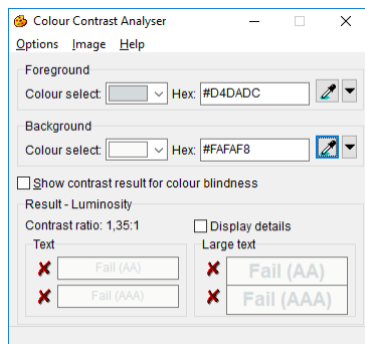 Colour Contrast Analyser
Options Image Help
Foreground
Colour select: Hex: #D4DADC
Background
Colour select: Hex: #FAFAF8
Show contrast result for colour blindness
Result - Luminosity
Contrast ratio: 1,35:1 Display details
Text Large text
Fail (AA) Fail (AA)
Fail (AAA) Fail (AAA)